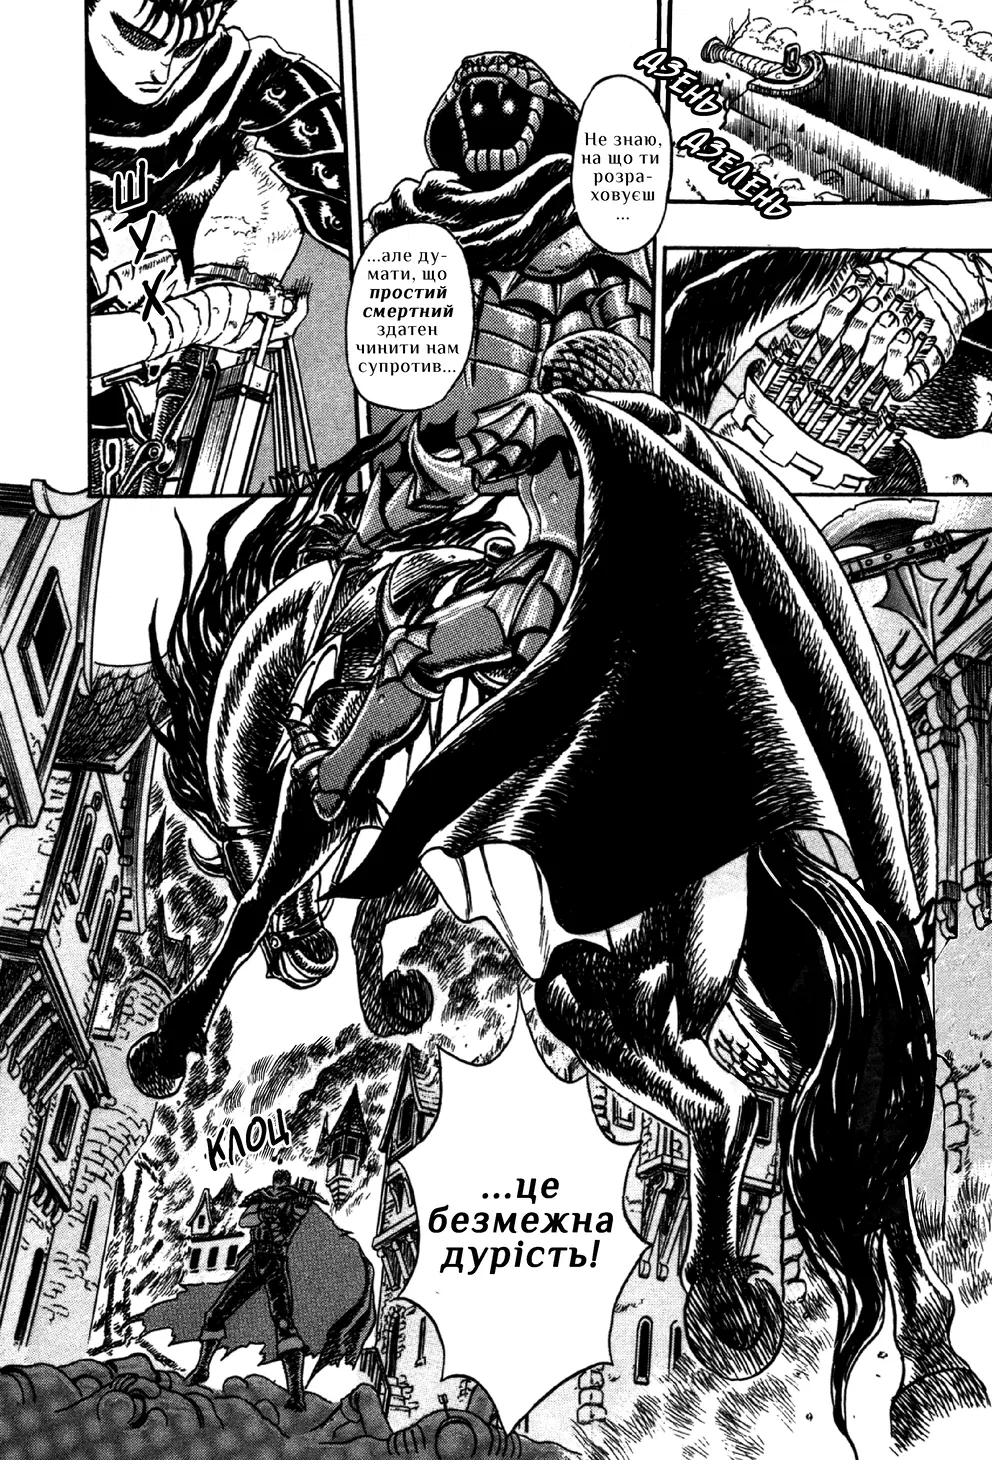 ДЗЕНЬ
ДЗЕЛЕНЬ
Не знаю,
на що ти
розра-
ховуєш
...
...але ду-
мати, що
простий
смертний
здатен
чинити нам
супротив...
ШУХ
КЛОЦ
...це
безмежна
дурість!